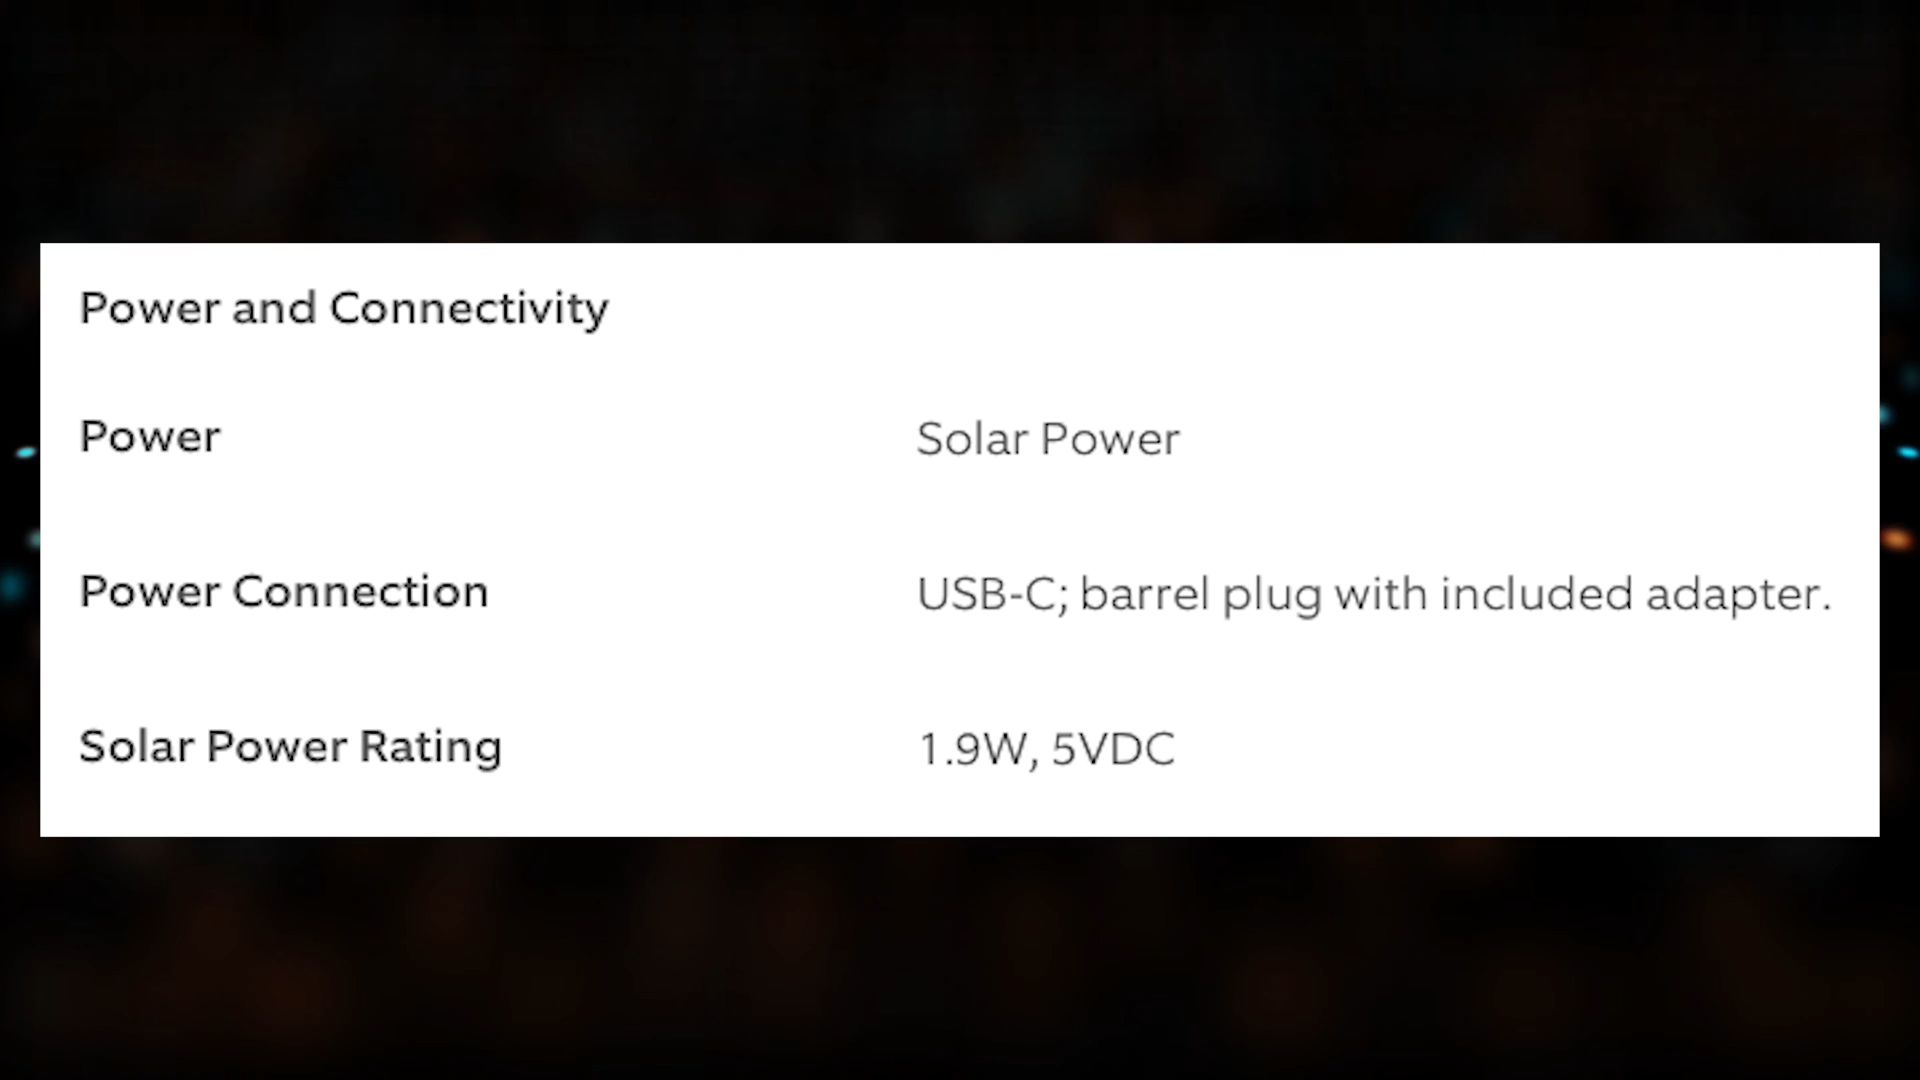 Power and Connectivity
Power
Solar Power
Power Connection
USB-C; barrel plug with included adapter.
Solar Power Rating
1.9W, 5VDC